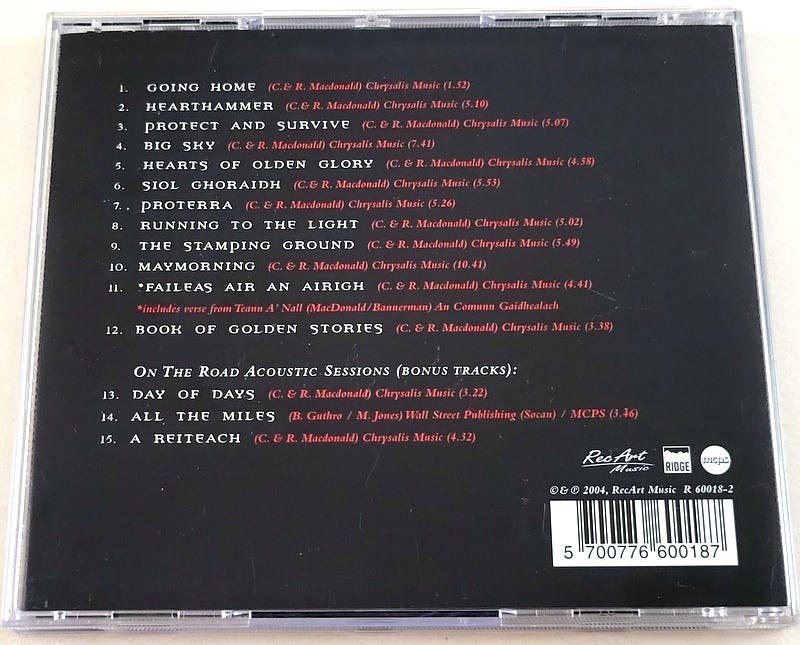 1. GOING HOME (C.& R. Macdonald) Chrysalis Music (1.52)
2. HEARTHAMMER (C.& R. Macdonald) Chrysalis Music (5.10)
3. PROTECT AND SURVIVE (C. & R. Macdonald) Chrysalis Music (5.07)
4. BIG SKY (C. & R. Macdonald) Chrysalis Music (7.41)
5. HEARTS OF OLDEN GLORY (C. & R. Macdonald) Chrysalis Music (4.58)
6. SIOL GHORAIDH (C.& R. Macdonald) Chrysalis Music (5.53)
7. PROTERRA (C. & R. Macdonald) Chrysalis Music (5.26)
8. RUNNING TO THE LIGHT (C. & R. Macdonald) Chrysalis Music (5.02)
9. THE STAMPING GROUND (C. & R. Macdonald) Chrysalis Music (5.49)
10. MAYMORNING (C. & R. Macdonald) Chrysalis Music (10.41)
11. *FAILEAS AIR AN AIRIGH (C. & R. Macdonald) Chrysalis Music (4.41)
*includes verse from Teann A' Nall (MacDonald/Bannerman) An Comunn Gaidhealach
12. BOOK OF GOLDEN STORIES (C. & R. Macdonald) Chrysalis Music (3.38)
ON THE ROAD ACOUSTIC SESSIONS (BONUS TRACKS):
13. DAY OF DAYS (C. & R. Macdonald) Chrysalis Music (3.22)
14. ALL THE MILES (B. Guthro / M. Jones) Wall Street Publishing (Socan) / MCPS (3.46)
15. A REITEACH (C. & R. Macdonald) Chrysalis Music (4.32)
RecArt Music RIDGE mcps
© & ℗ 2004, RecArt Music R 60018-2
5 700776 600187